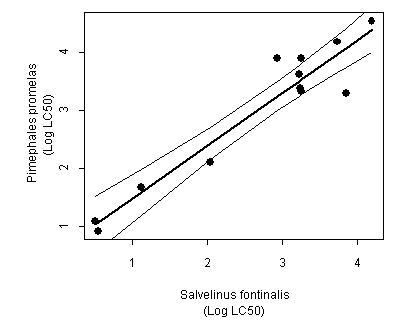 Pimephales promelas
(Log LC50)
4
3
2
1
1 2 3 4
Salvelinus fontinalis
(Log LC50)